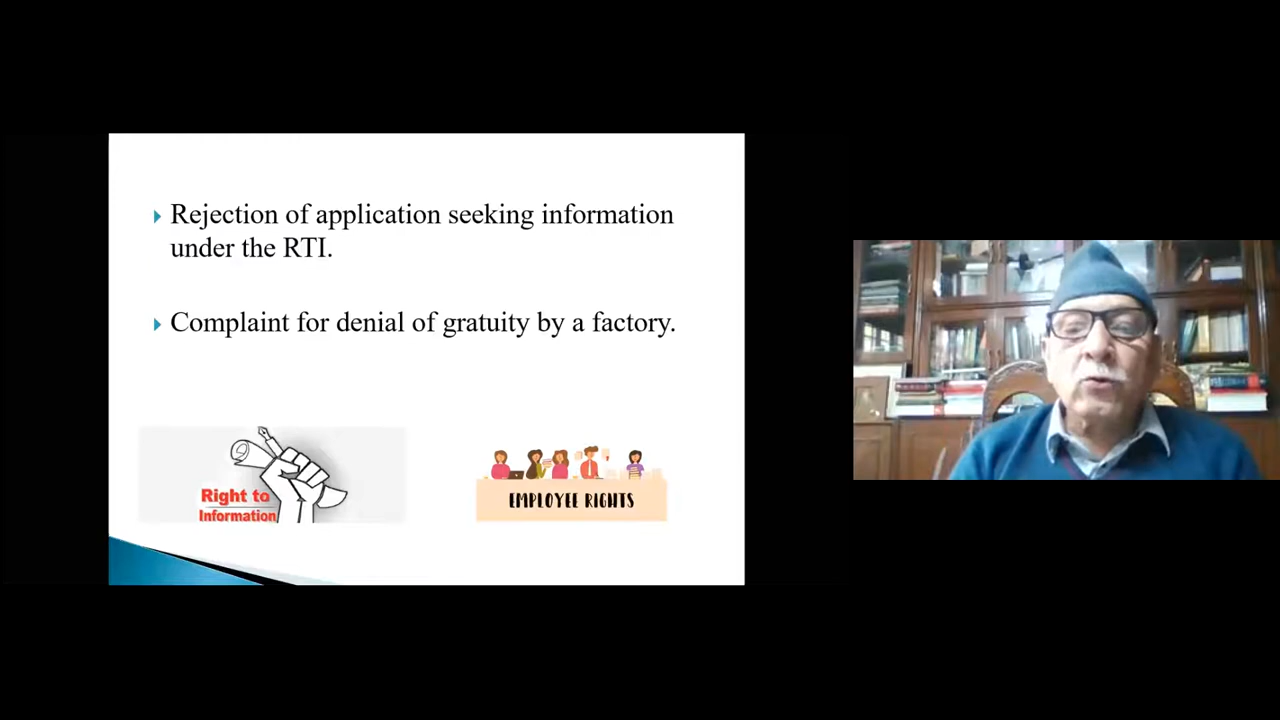 Rejection of application seeking information
under the RTI.
Complaint for denial of gratuity by a factory.
Right to
Information
EMPLOYEE RIGHTS